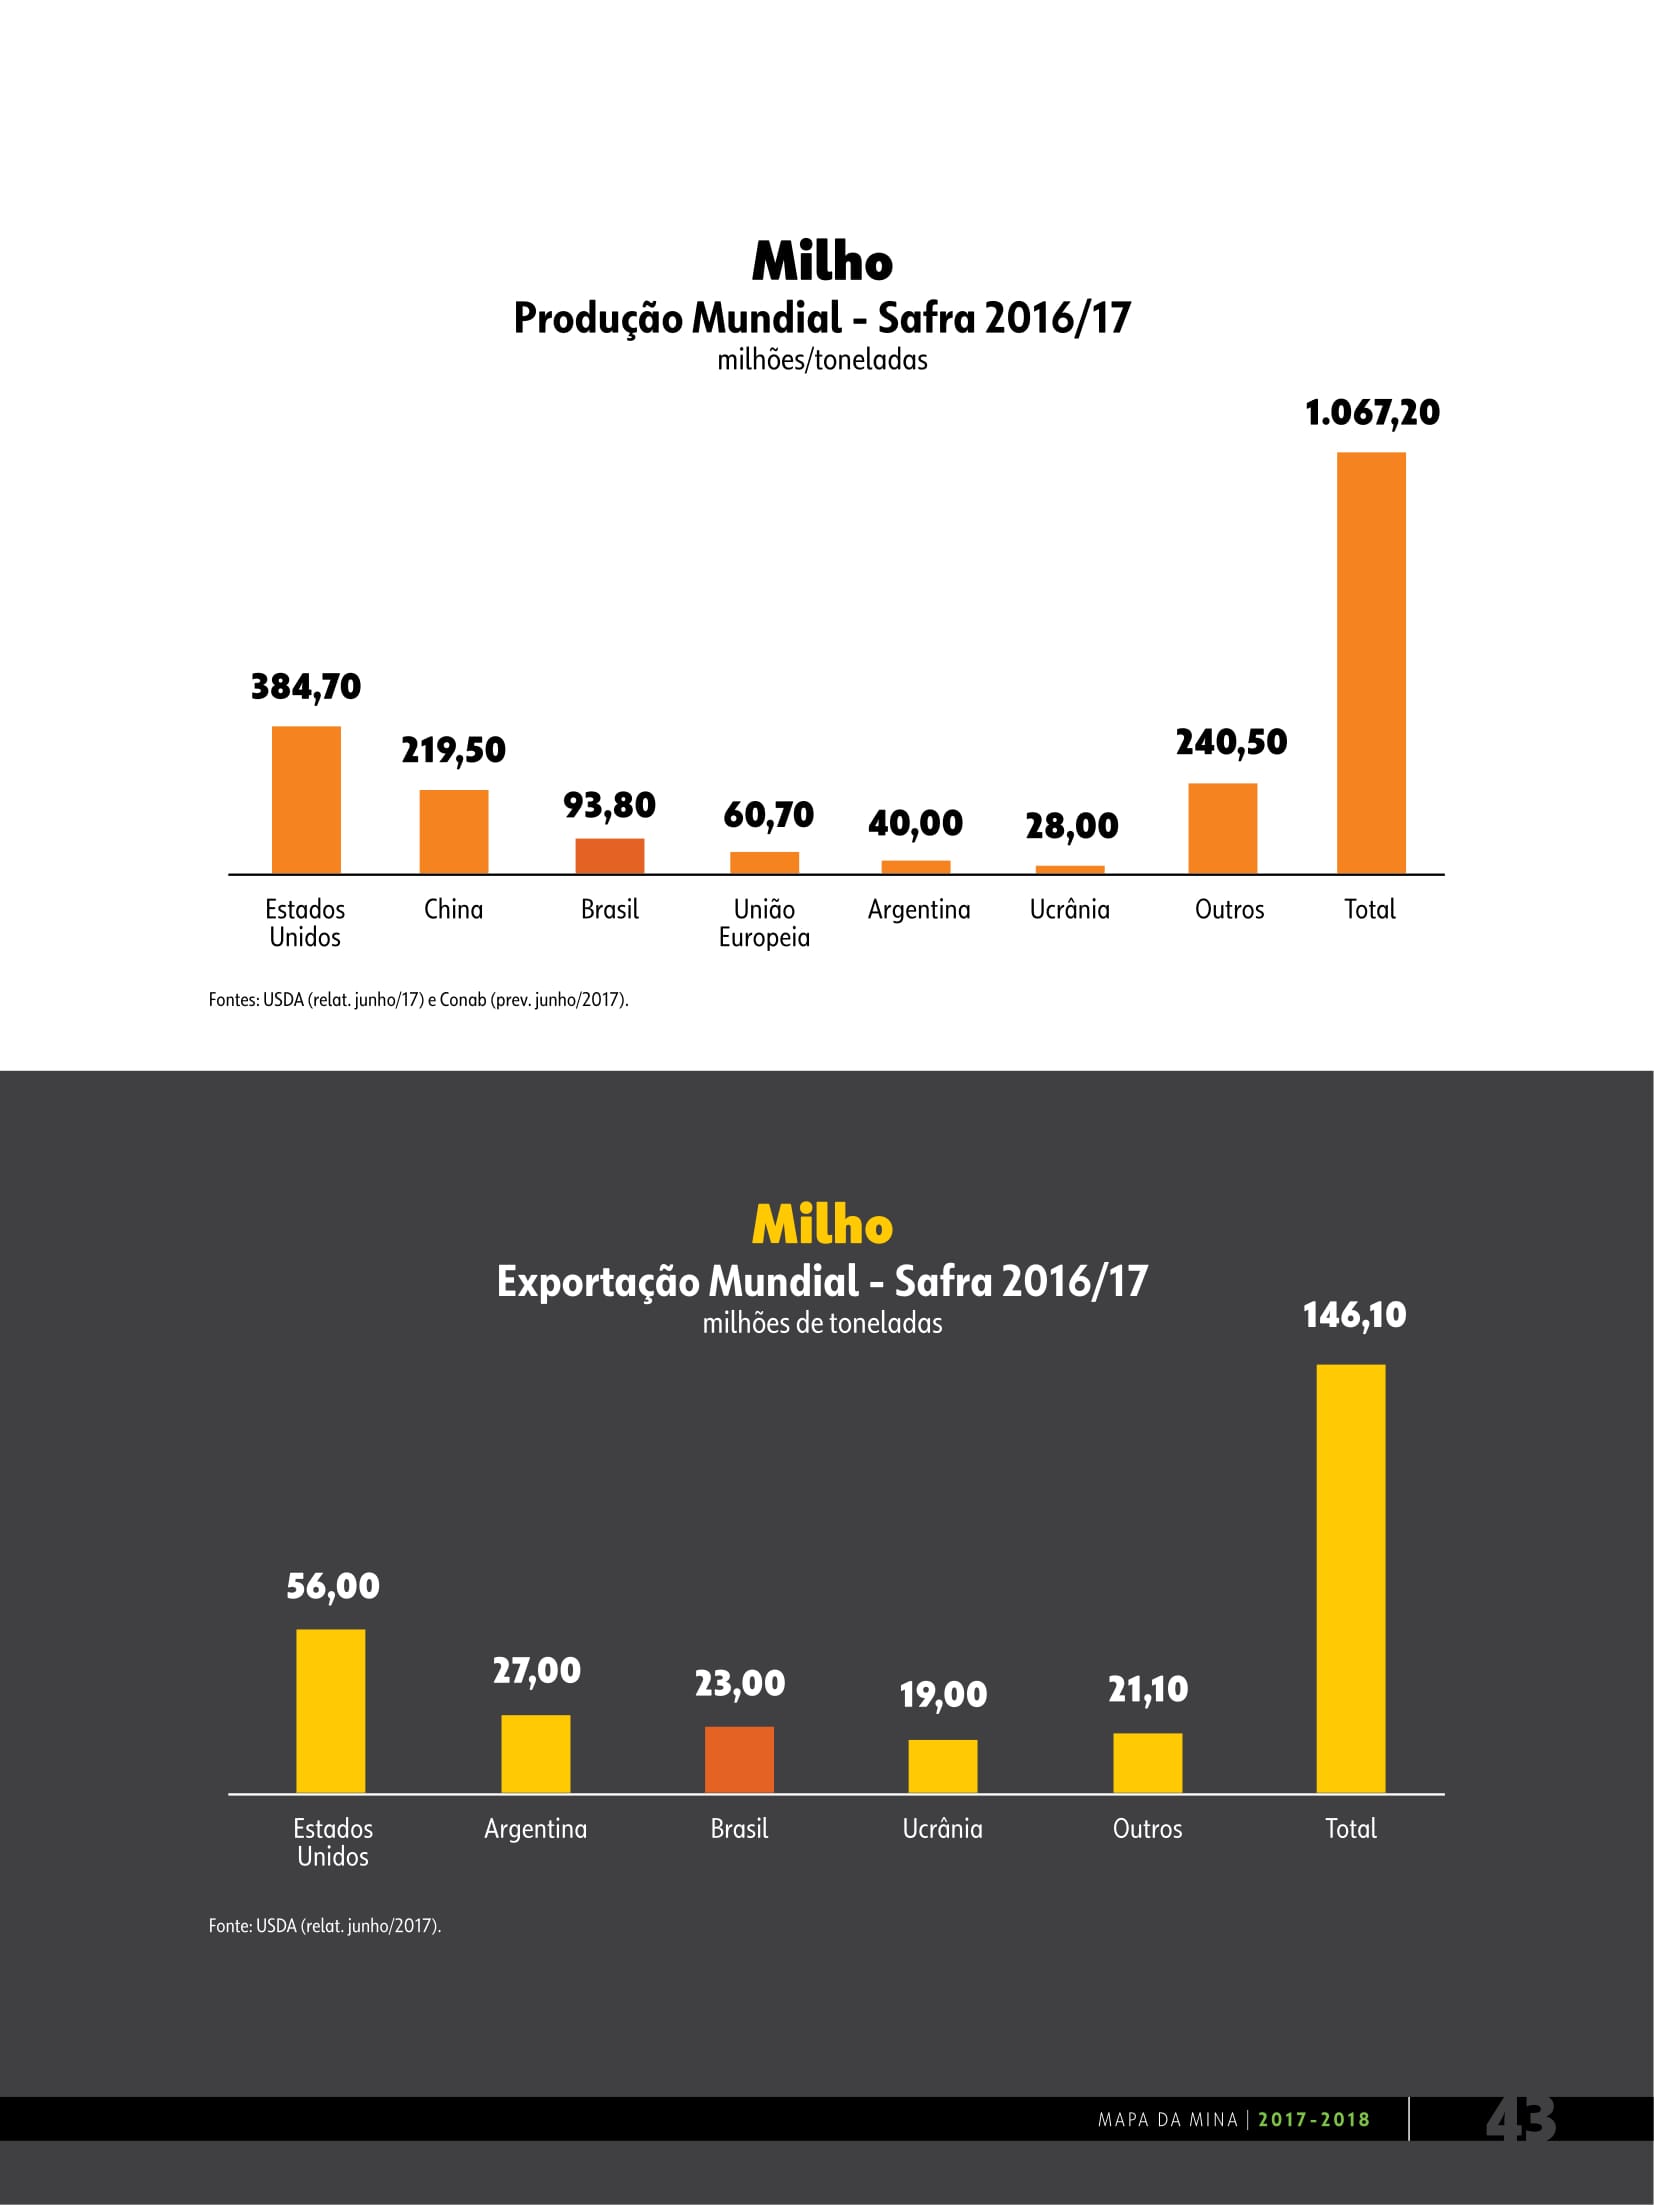 Milho
Produção Mundial - Safra 2016/17
milhões/toneladas
1.067,20
384,70
219,50
93,80
60,70
40,00
28,00
240,50
Estados
Unidos
China
Brasil
União
Europeia
Argentina
Ucrânia
Outros
Total
Fontes: USDA (relat. junho/17) e Conab (prev. junho/2017).
Milho
Exportação Mundial - Safra 2016/17
milhões de toneladas
146,10
56,00
27,00
23,00
19,00
21,10
Estados
Unidos
Argentina
Brasil
Ucrânia
Outros
Total
Fonte: USDA (relat. junho/2017).
MAPA DA MINA | 2017-2018
43